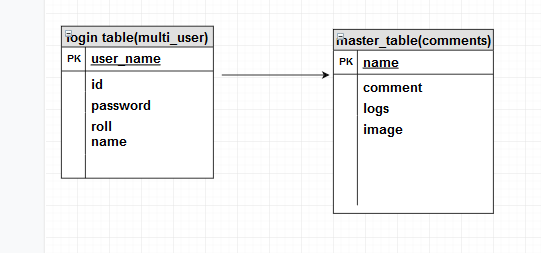 login table(multi_user)
PK user_name
id
password
roll
name
master_table(comments)
PK name
comment
logs
image